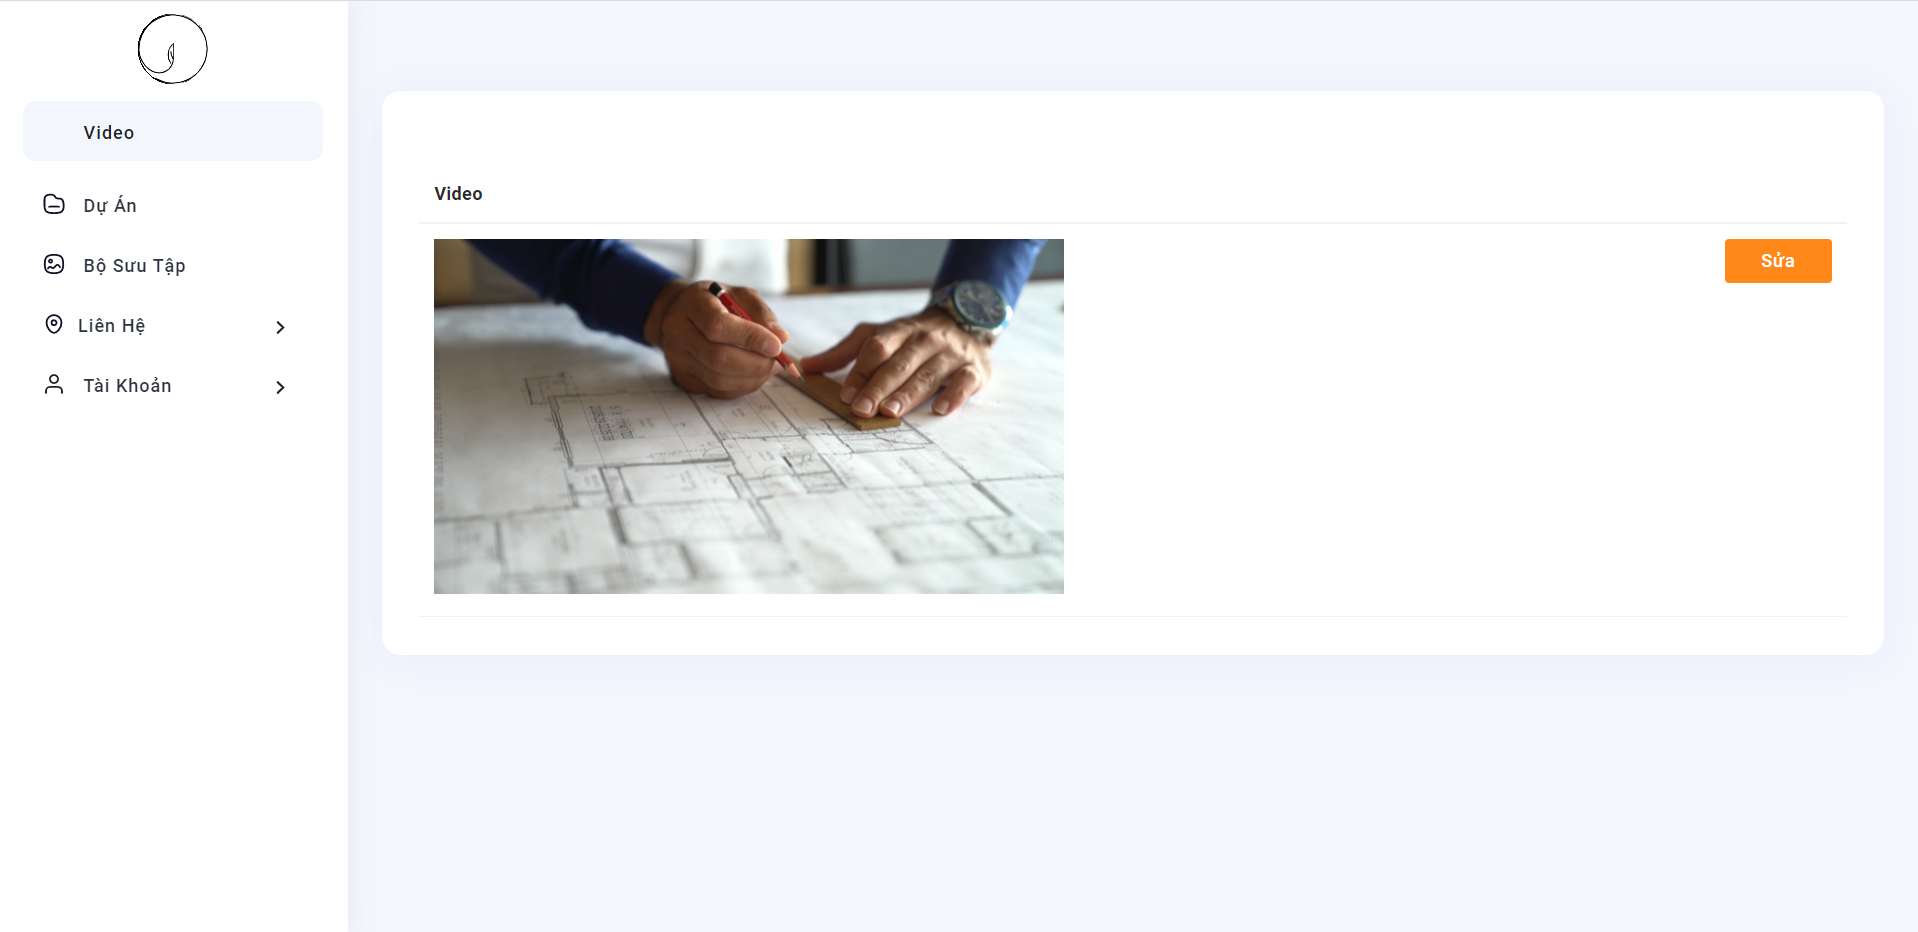 Video
Dự Án
Bộ Sưu Tập
Liên Hệ
Tài Khoản
Video
Sửa